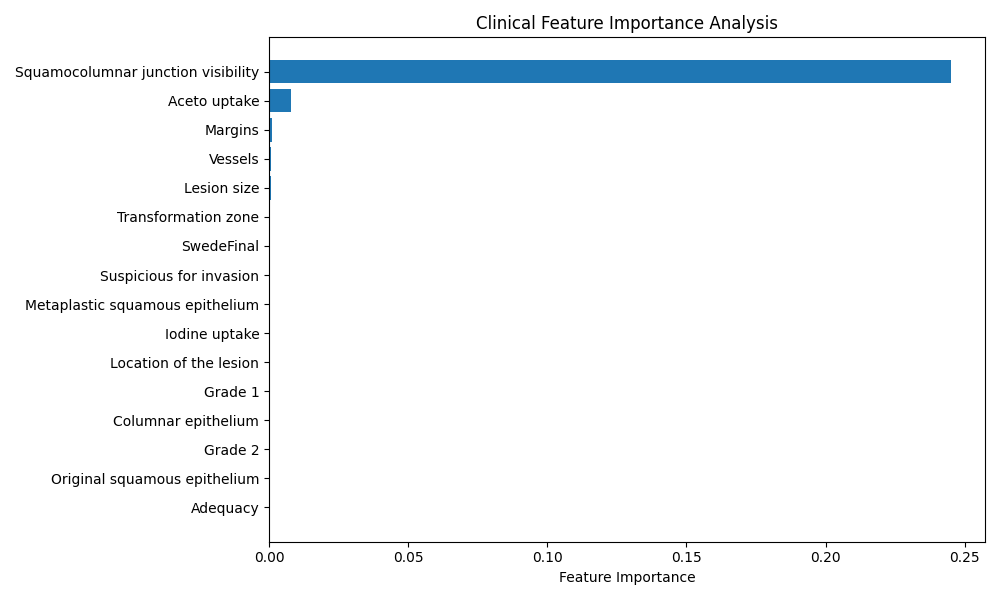 Clinical Feature Importance Analysis
Squamocolumnar junction visibility
Aceto uptake
Margins
Vessels
Lesion size
Transformation zone
SwedeFinal
Suspicious for invasion
Metaplastic squamous epithelium
Iodine uptake
Location of the lesion
Grade 1
Columnar epithelium
Grade 2
Original squamous epithelium
Adequacy
0.00 0.05 0.10 0.15 0.20 0.25
Feature Importance